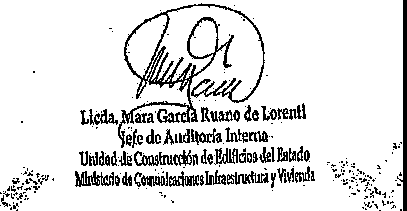 Licda. Mara García Ruano de Lorenti
Jefe de Auditoría Interna
Unidad de Construcción de Edificios del Estado
Ministerio de Comunicaciones Infraestructura y Vivienda